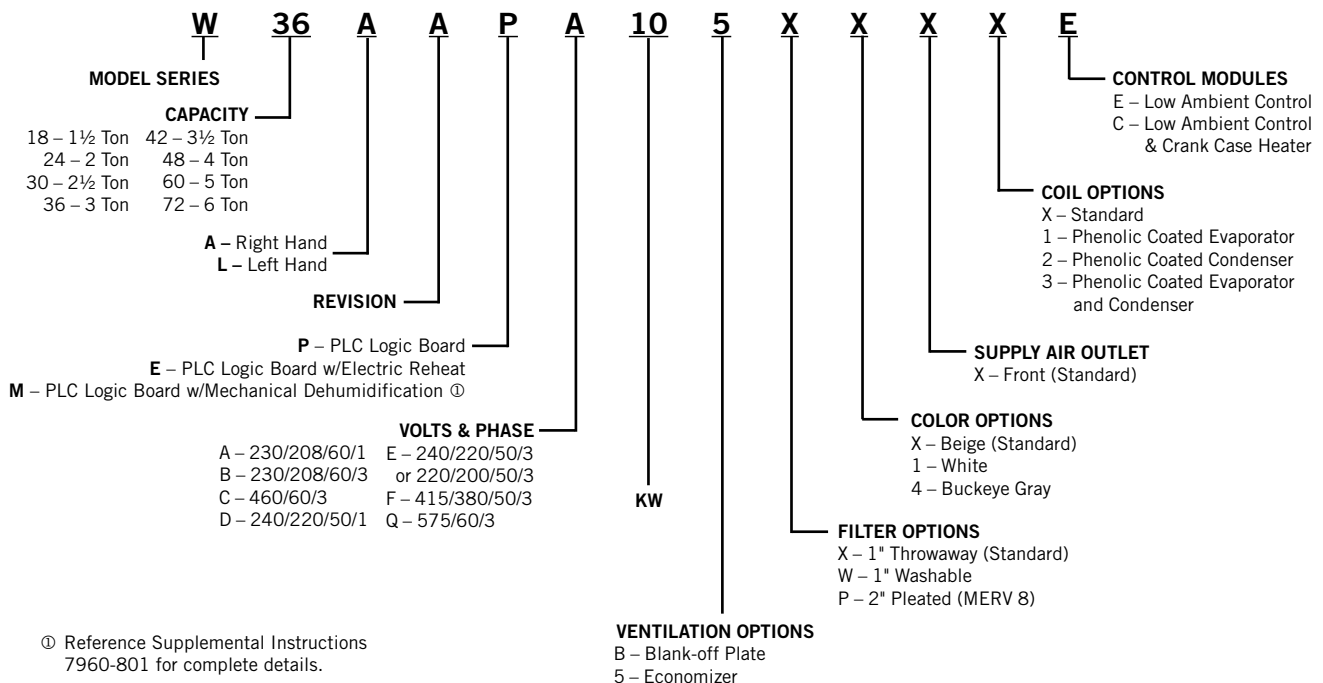 W 36 A A P A 10 5 X X X X E
MODEL SERIES
CAPACITY
18 – 1½ Ton 42 – 3½ Ton
24 – 2 Ton 48 – 4 Ton
30 – 2½ Ton 60 – 5 Ton
36 – 3 Ton 72 – 6 Ton
A – Right Hand
L – Left Hand
REVISION
P – PLC Logic Board
E – PLC Logic Board w/Electric Reheat
M – PLC Logic Board w/Mechanical Dehumidification ①
VOLTS & PHASE
A – 230/208/60/1 E – 240/220/50/3
B – 230/208/60/3 or 220/200/50/3
C – 460/60/3 F – 415/380/50/3
D – 240/220/50/1 Q – 575/60/3
KW
VENTILATION OPTIONS
B – Blank-off Plate
5 – Economizer
FILTER OPTIONS
X – 1" Throwaway (Standard)
W – 1" Washable
P – 2" Pleated (MERV 8)
COLOR OPTIONS
X – Beige (Standard)
1 – White
4 – Buckeye Gray
SUPPLY AIR OUTLET
X – Front (Standard)
COIL OPTIONS
X – Standard
1 – Phenolic Coated Evaporator
2 – Phenolic Coated Condenser
3 – Phenolic Coated Evaporator
and Condenser
CONTROL MODULES
E – Low Ambient Control
C – Low Ambient Control
& Crank Case Heater
① Reference Supplemental Instructions
7960-801 for complete details.